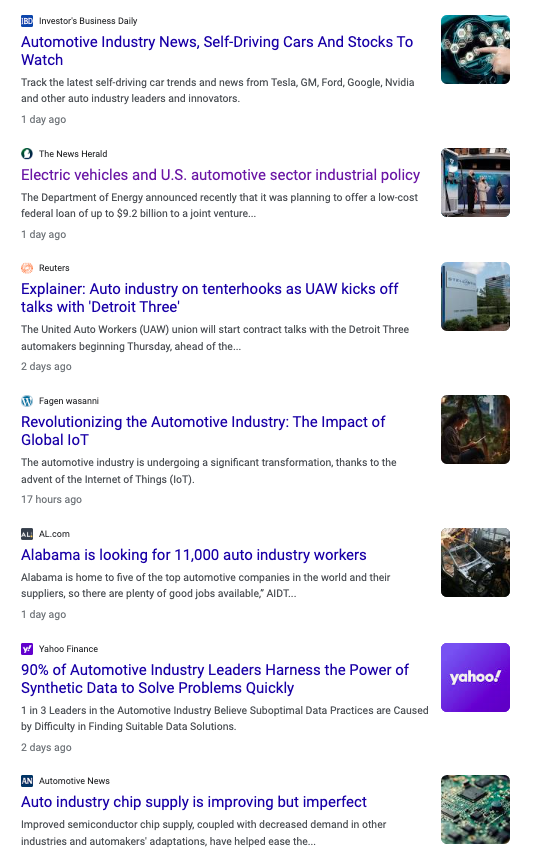 IBD Investor's Business Daily
Automotive Industry News, Self-Driving Cars And Stocks To
Watch
Track the latest self-driving car trends and news from Tesla, GM, Ford, Google, Nvidia
and other auto industry leaders and innovators.
1 day ago
The News Herald
Electric vehicles and U.S. automotive sector industrial policy
The Department of Energy announced recently that it was planning to offer a low-cost
federal loan of up to $9.2 billion to a joint venture...
1 day ago
Reuters
Explainer: Auto industry on tenterhooks as UAW kicks off
talks with 'Detroit Three'
The United Auto Workers (UAW) union will start contract talks with the Detroit Three
automakers beginning Thursday, ahead of the...
2 days ago
Fagen wasanni
Revolutionizing the Automotive Industry: The Impact of
Global IoT
The automotive industry is undergoing a significant transformation, thanks to the
advent of the Internet of Things (IoT).
17 hours ago
AL. AL.com
Alabama is looking for 11,000 auto industry workers
Alabama is home to five of the top automotive companies in the world and their
suppliers, so there are plenty of good jobs available,” AIDT...
1 day ago
y! Yahoo Finance
90% of Automotive Industry Leaders Harness the Power of
Synthetic Data to Solve Problems Quickly
yahoo!
1 in 3 Leaders in the Automotive Industry Believe Suboptimal Data Practices are Caused
by Difficulty in Finding Suitable Data Solutions.
2 days ago
AN Automotive News
Auto industry chip supply is improving but imperfect
Improved semiconductor chip supply, coupled with decreased demand in other
industries and automakers' adaptations, have helped ease the...